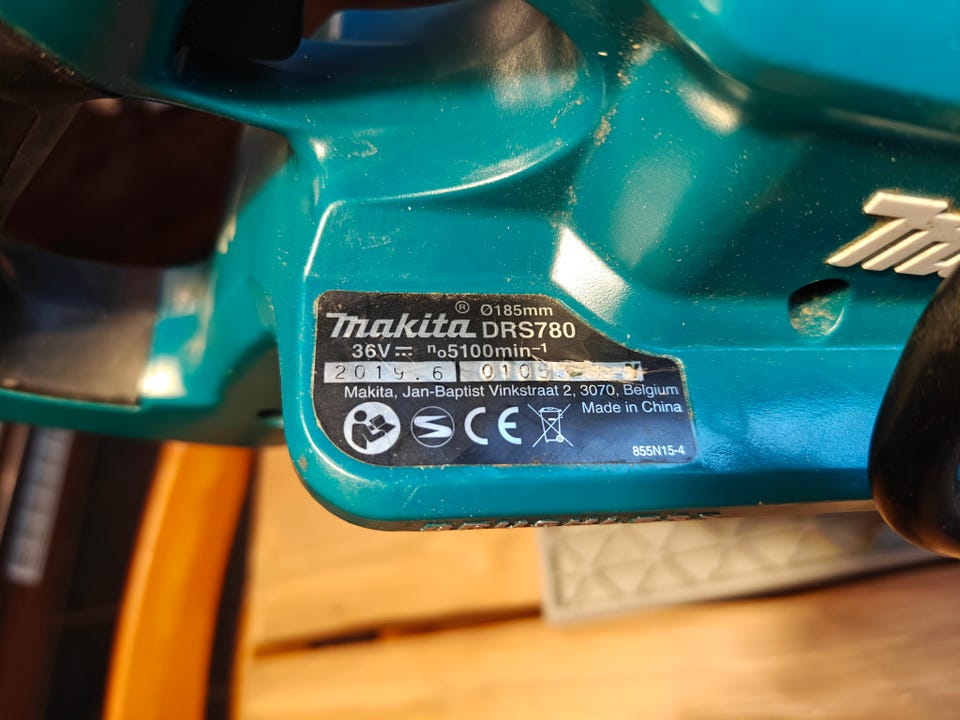 makita® Ø185mm
DRS780
36V⎓ n₀5100min⁻¹
2019.6
Makita, Jan-Baptist Vinkstraat 2, 3070, Belgium
Made in China
CE
855N15-4